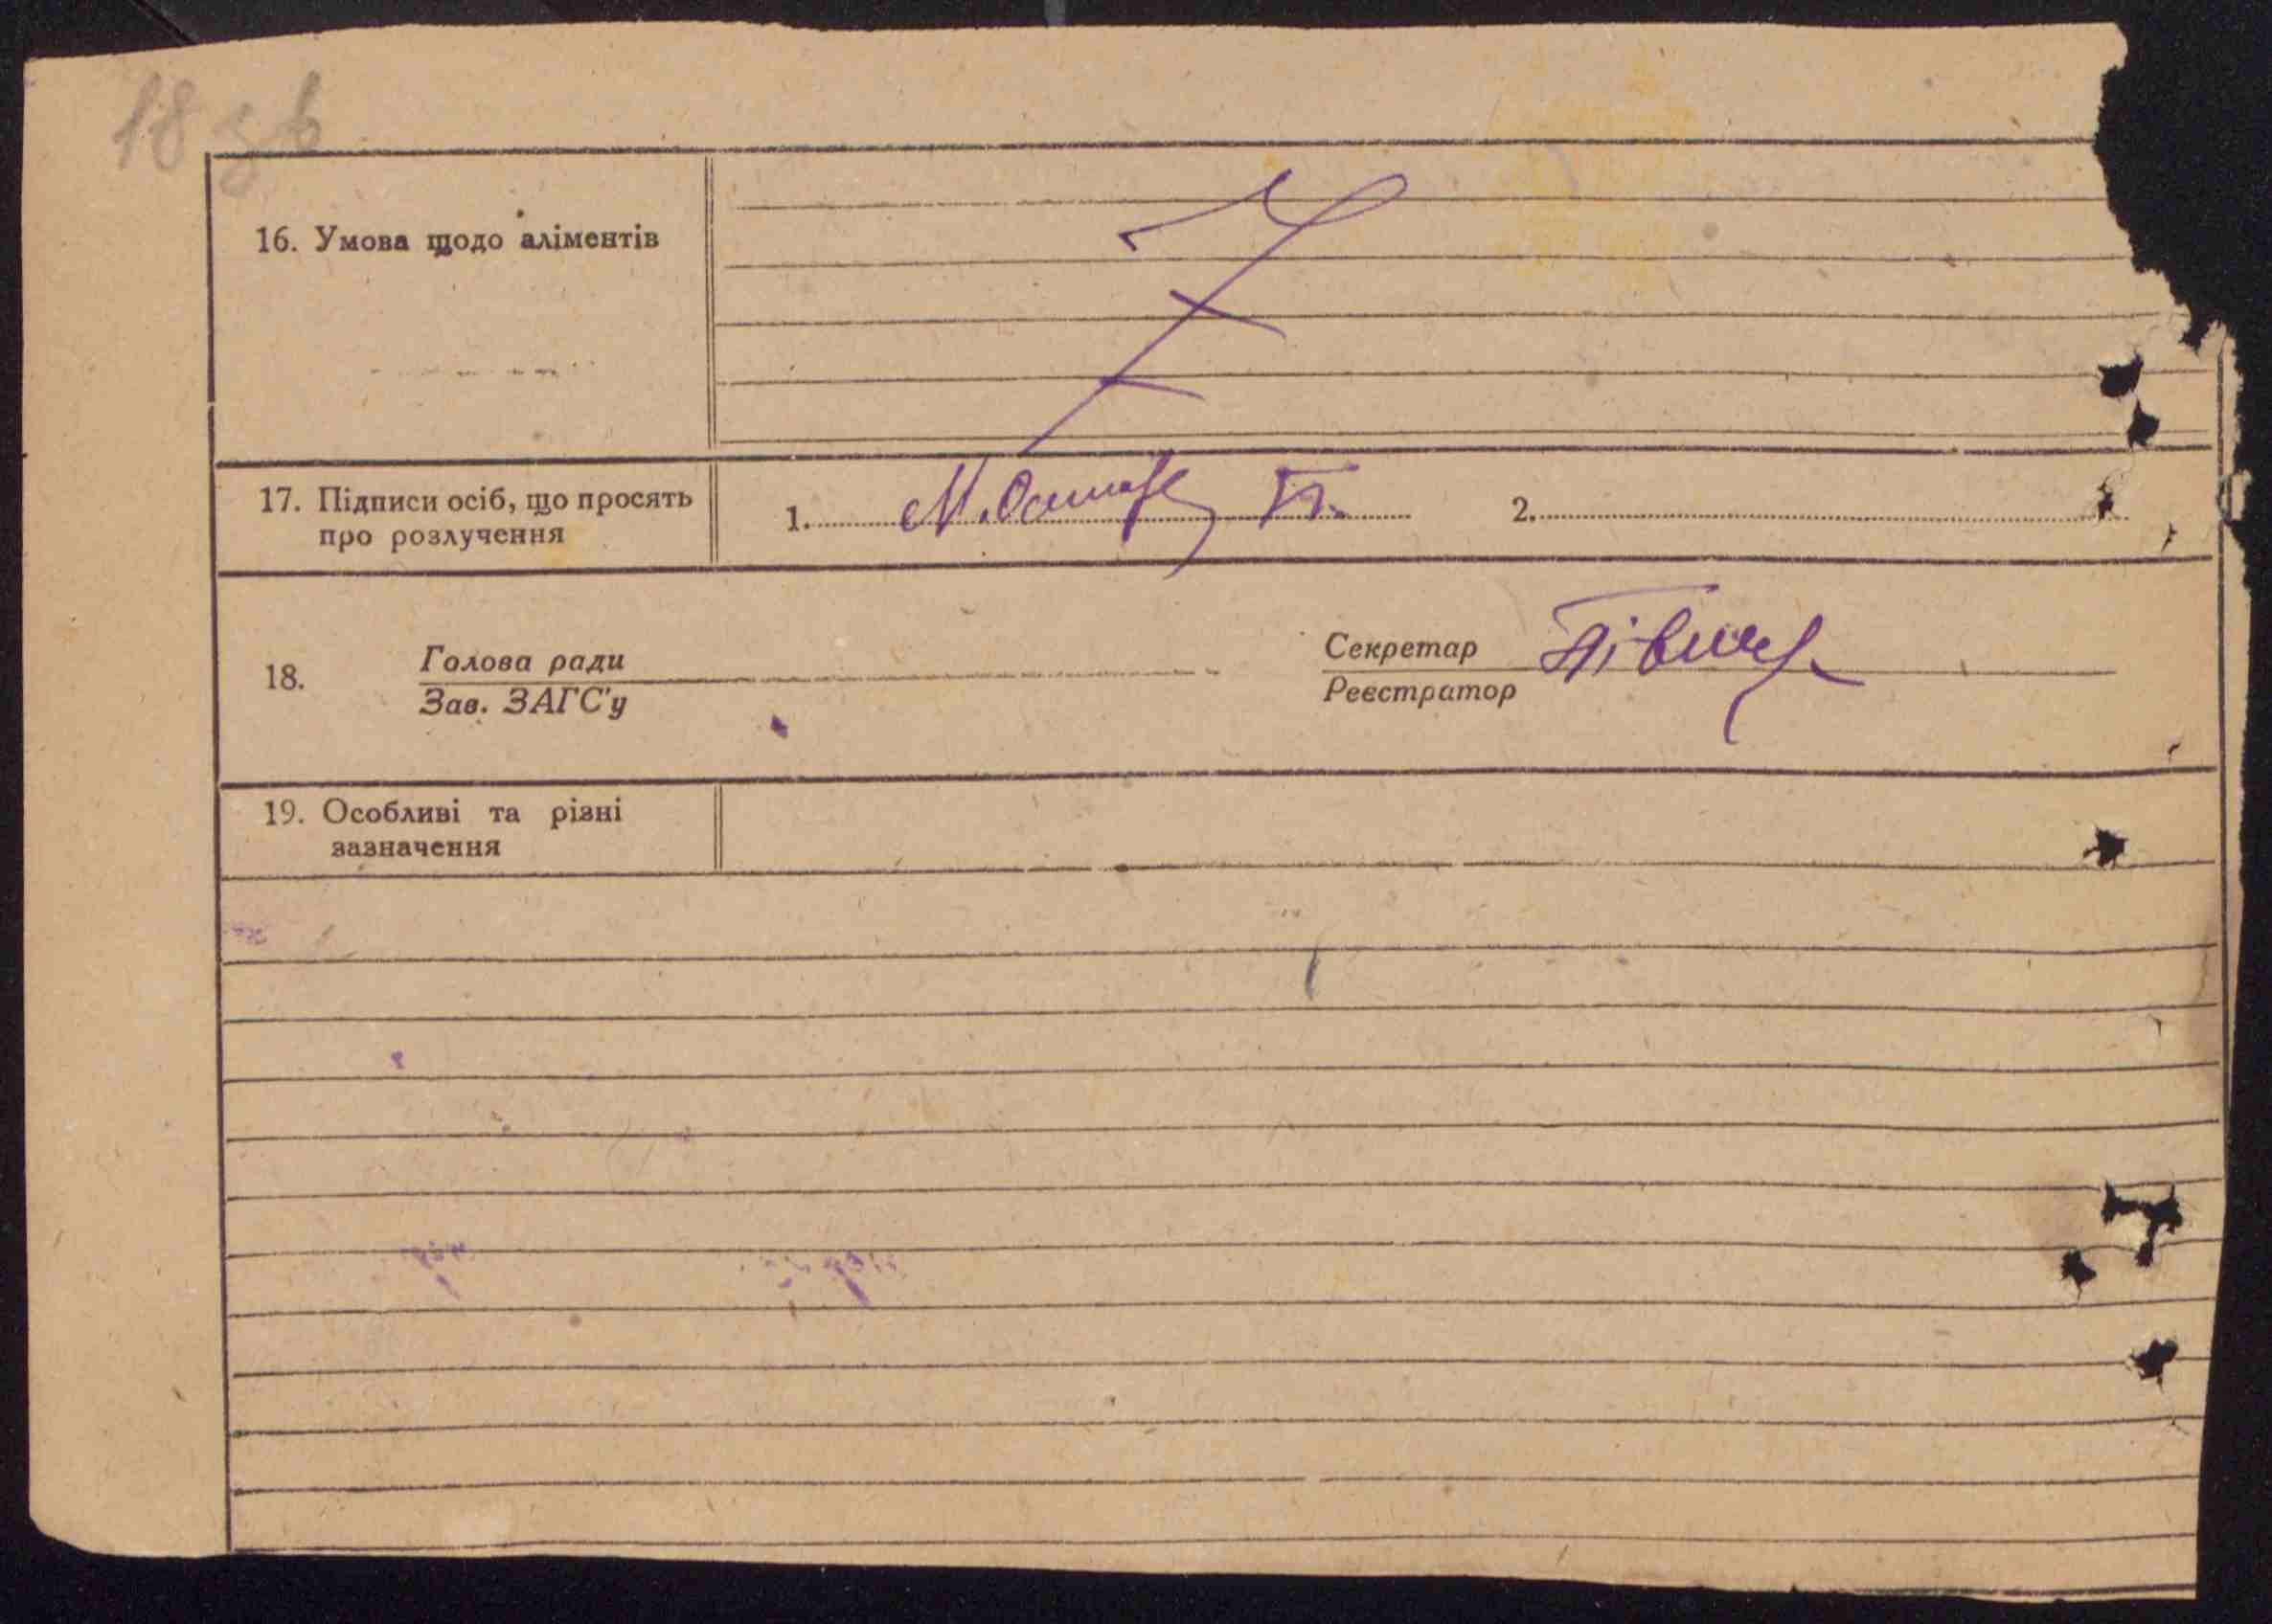 18 зв
16. Умова щодо аліментів
17. Підписи осіб, що просять 1. М. 2.
про розлучення
Голова ради Секретар
18.
Зав. ЗАГС'у Реєстратор
19. Особливі та різні
зазначення